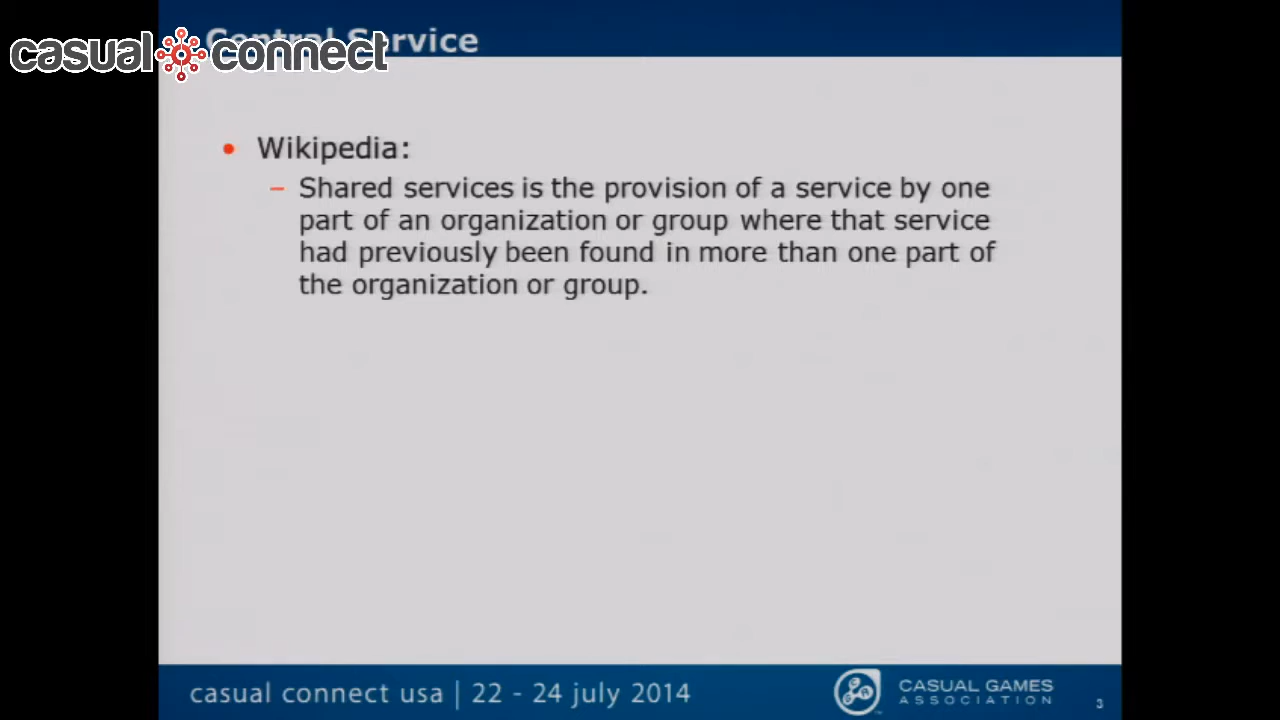 Central Service
casual connect
• Wikipedia:
– Shared services is the provision of a service by one
part of an organization or group where that service
had previously been found in more than one part of
the organization or group.
casual connect usa | 22 - 24 july 2014
CASUAL GAMES
ASSOCIATION
3